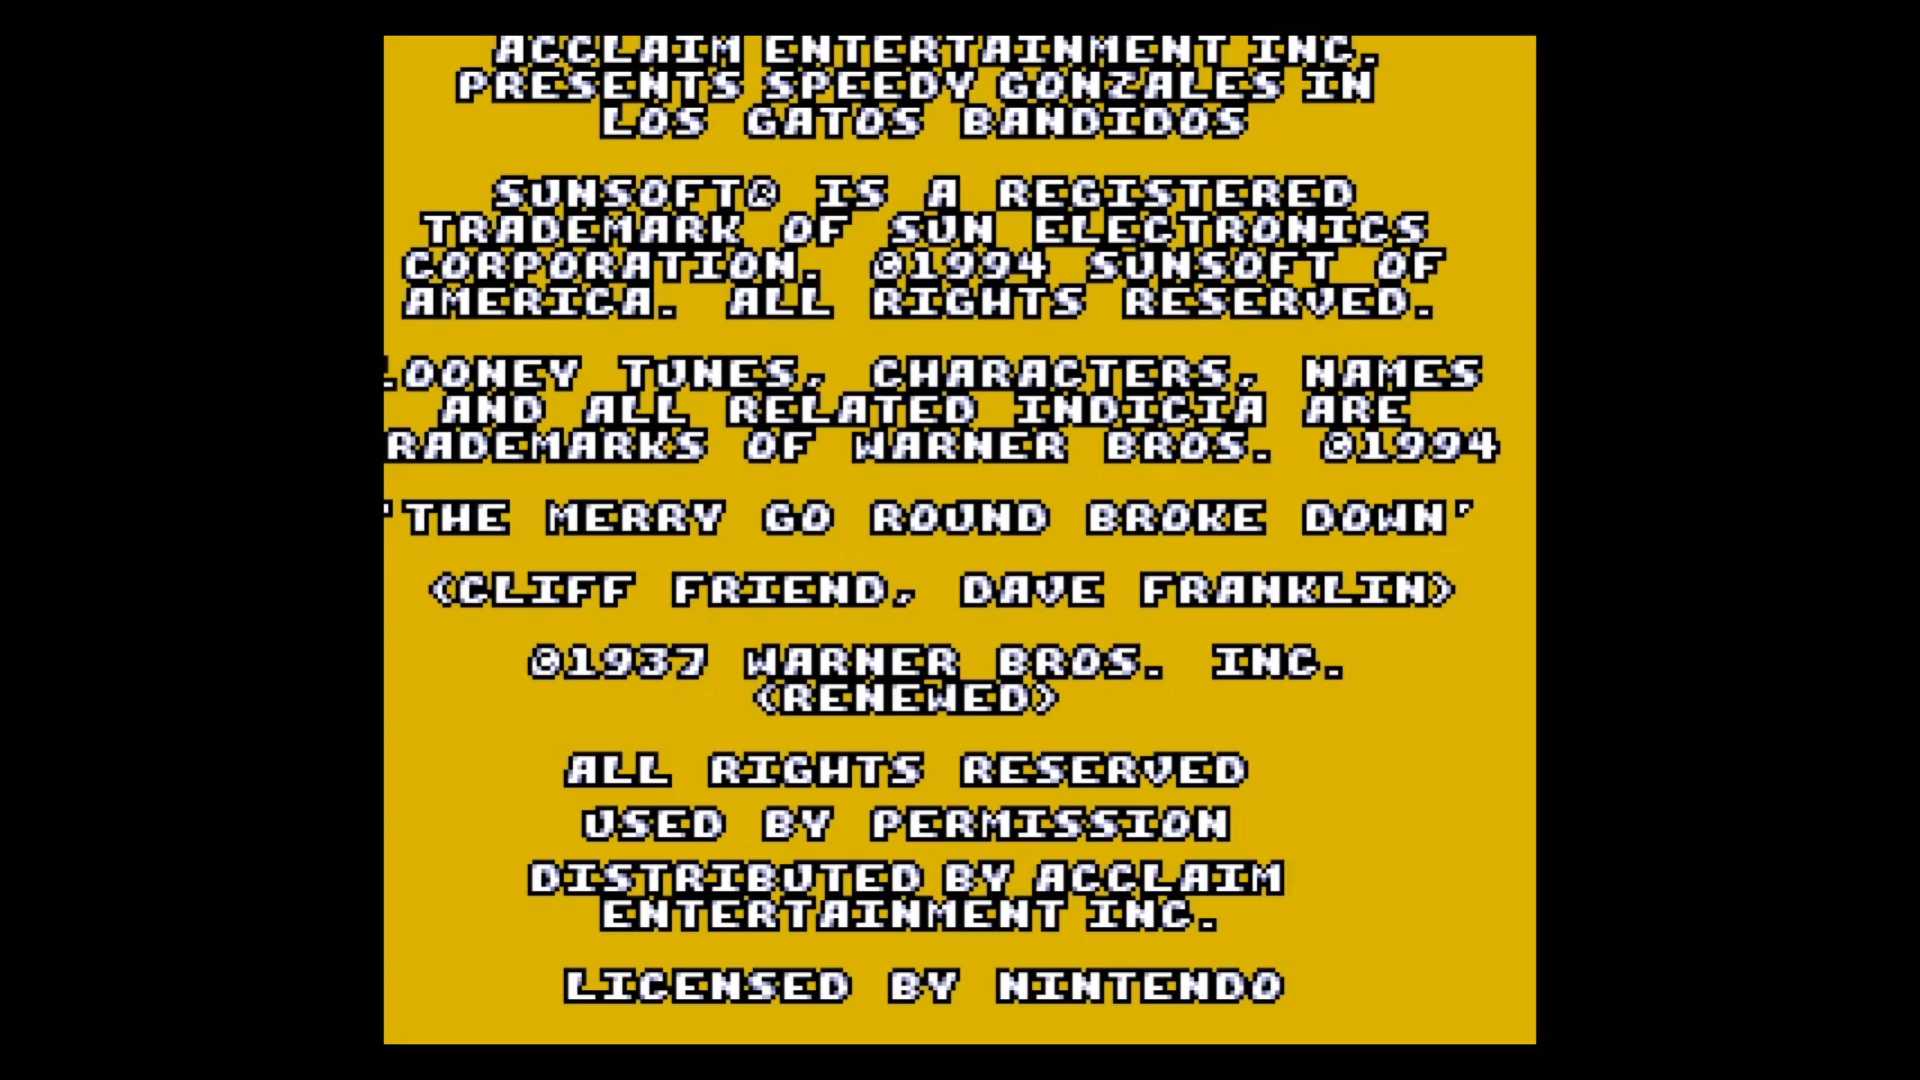 ACCLAIM ENTERTAINMENT INC.
PRESENTS SPEEDY GONZALES IN
LOS GATOS BANDIDOS
SUNSOFT® IS A REGISTERED
TRADEMARK OF SUN ELECTRONICS
CORPORATION. ©1994 SUNSOFT OF
AMERICA. ALL RIGHTS RESERVED.
LOONEY TUNES, CHARACTERS, NAMES
AND ALL RELATED INDICIA ARE
RADEMARKS OF WARNER BROS. ©1994
'THE MERRY GO ROUND BROKE DOWN'
<CLIFF FRIEND, DAVE FRANKLIN>
©1937 WARNER BROS. INC.
<RENEWED>
ALL RIGHTS RESERVED
USED BY PERMISSION
DISTRIBUTED BY ACCLAIM
ENTERTAINMENT INC.
LICENSED BY NINTENDO